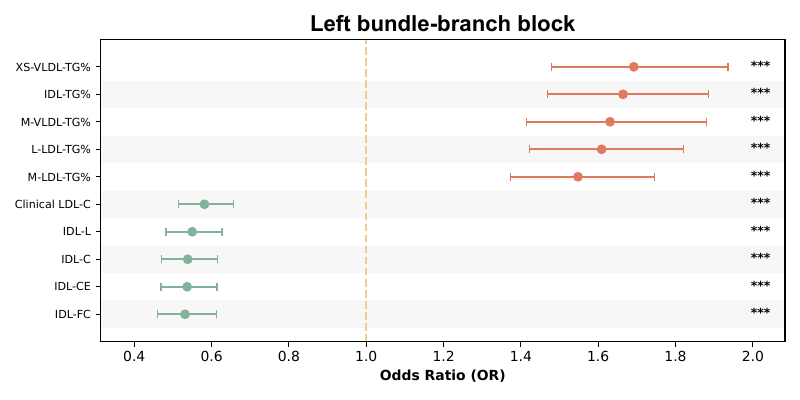 Left bundle-branch block
XS-VLDL-TG% ***
IDL-TG% ***
M-VLDL-TG% ***
L-LDL-TG% ***
M-LDL-TG% ***
Clinical LDL-C ***
IDL-L ***
IDL-C ***
IDL-CE ***
IDL-FC ***
0.4 0.6 0.8 1.0 1.2 1.4 1.6 1.8 2.0
Odds Ratio (OR)